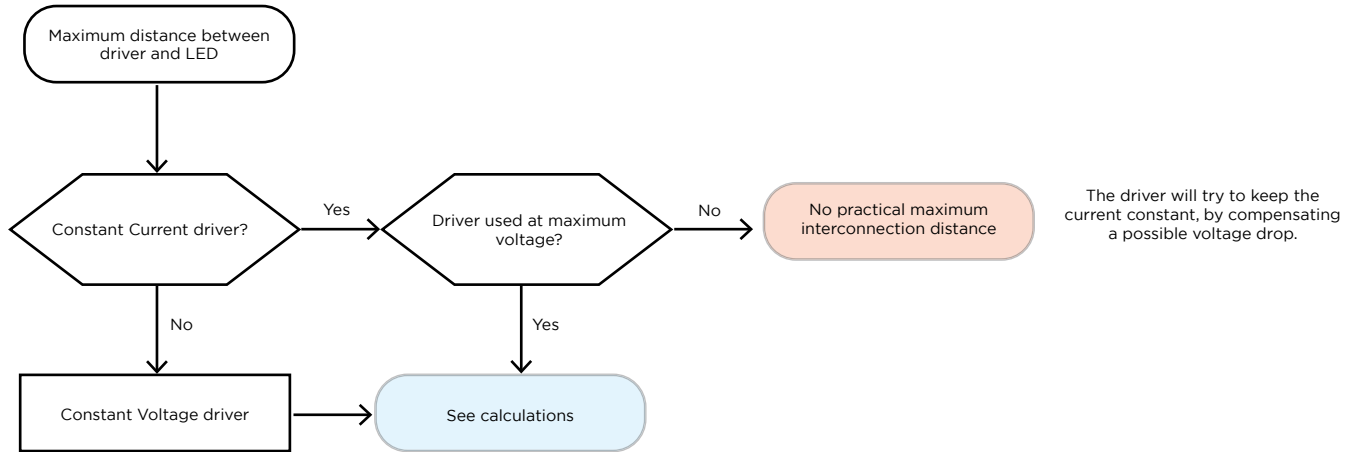 Maximum distance between
driver and LED
Constant Current driver?
Yes
Driver used at maximum
voltage?
No
No practical maximum
interconnection distance
The driver will try to keep the
current constant, by compensating
a possible voltage drop.
No
Yes
Constant Voltage driver
See calculations